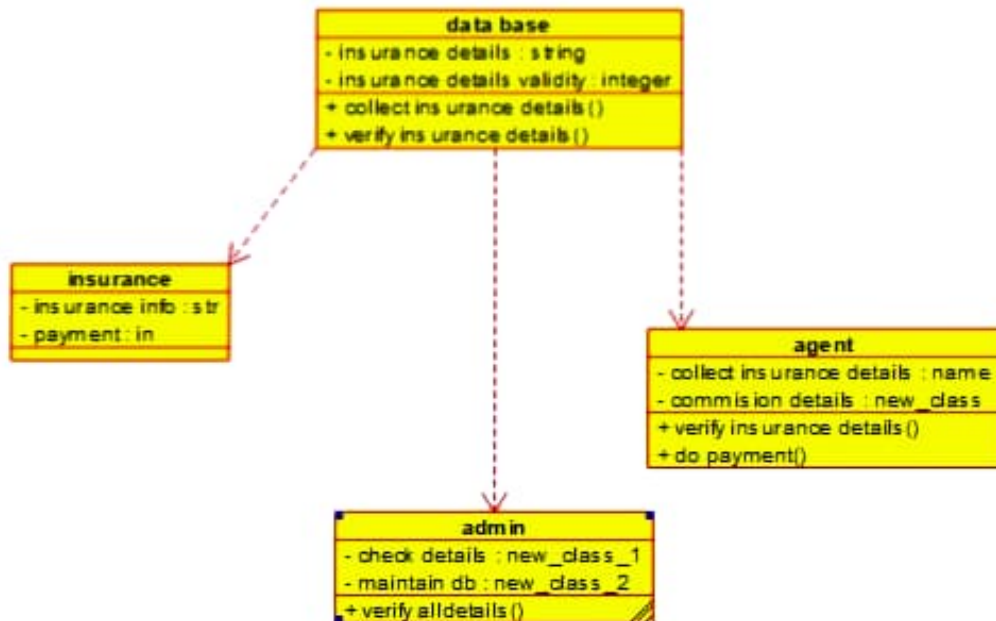 data base
- insurance details : string
- insurance details validity : integer
+ collect insurance details()
+ verify insurance details()
insurance
- insurance info : str
- payment : in
agent
- collect insurance details : name
- commision details : new_class
+ verify insurance details()
+ do payment()
admin
- check details : new_class_1
- maintain db : new_class_2
+ verify alldetails()